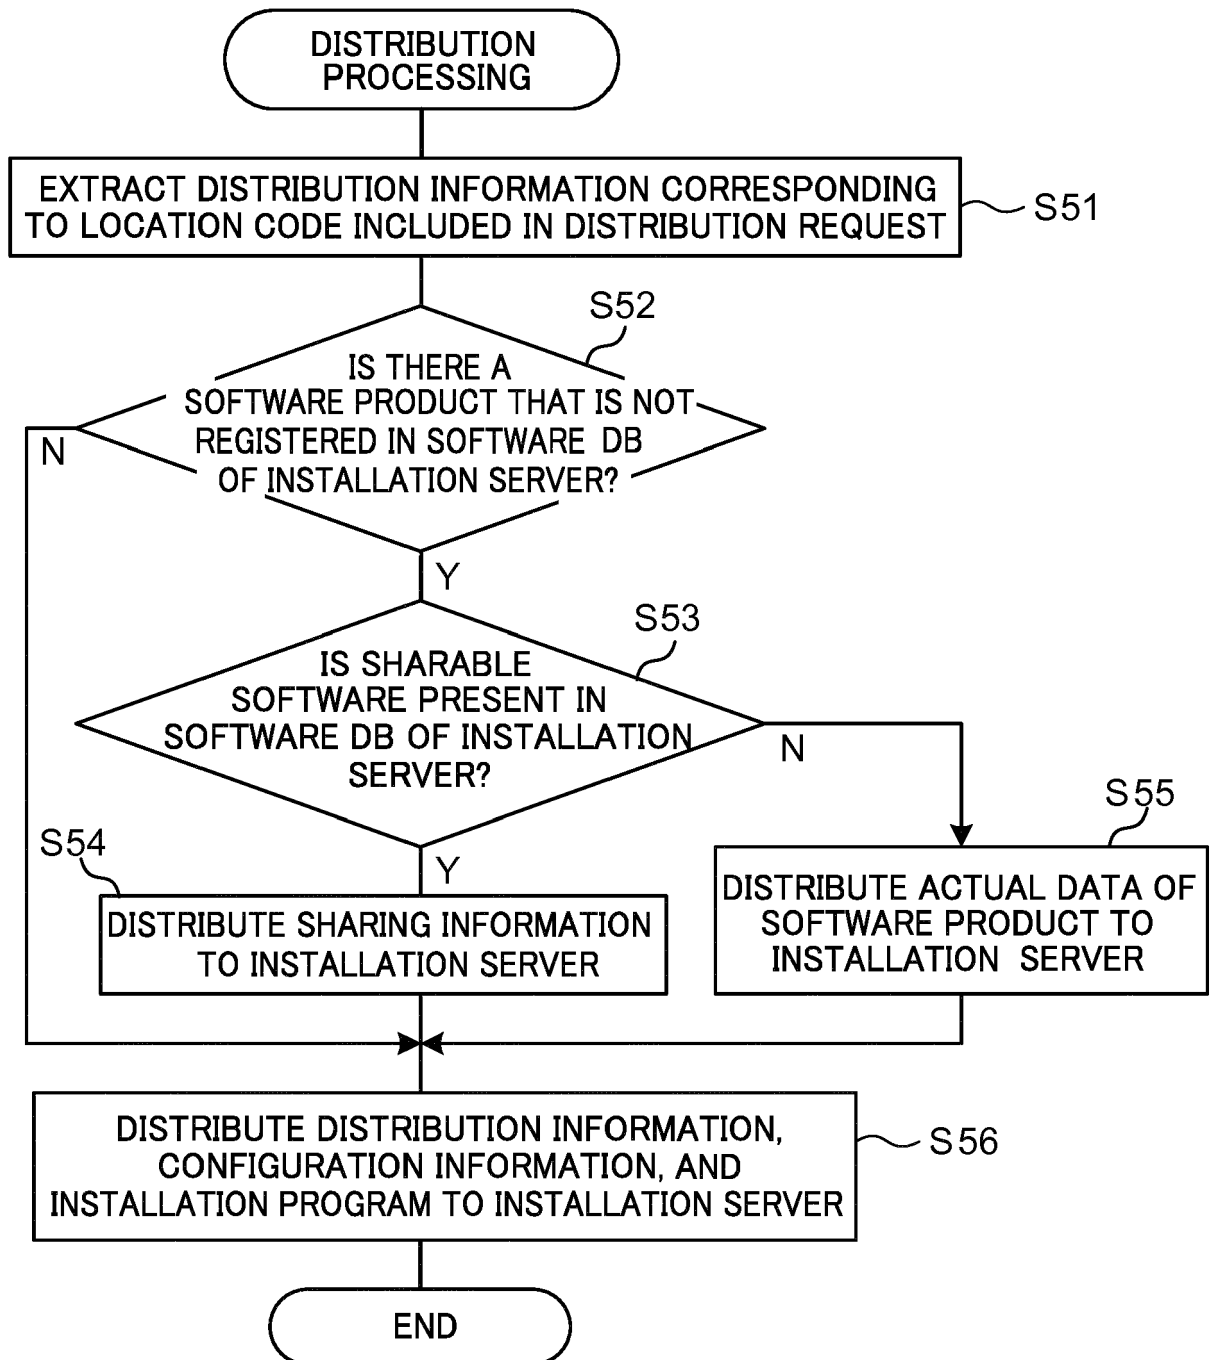 DISTRIBUTION
PROCESSING
EXTRACT DISTRIBUTION INFORMATION CORRESPONDING
TO LOCATION CODE INCLUDED IN DISTRIBUTION REQUEST
S51
S52
IS THERE A
SOFTWARE PRODUCT THAT IS NOT
REGISTERED IN SOFTWARE DB
OF INSTALLATION SERVER?
N
Y
S53
IS SHARABLE
SOFTWARE PRESENT IN
SOFTWARE DB OF INSTALLATION
SERVER?
N
Y
S54
DISTRIBUTE SHARING INFORMATION
TO INSTALLATION SERVER
S55
DISTRIBUTE ACTUAL DATA OF
SOFTWARE PRODUCT TO
INSTALLATION SERVER
DISTRIBUTE DISTRIBUTION INFORMATION,
CONFIGURATION INFORMATION, AND
INSTALLATION PROGRAM TO INSTALLATION SERVER
S56
END